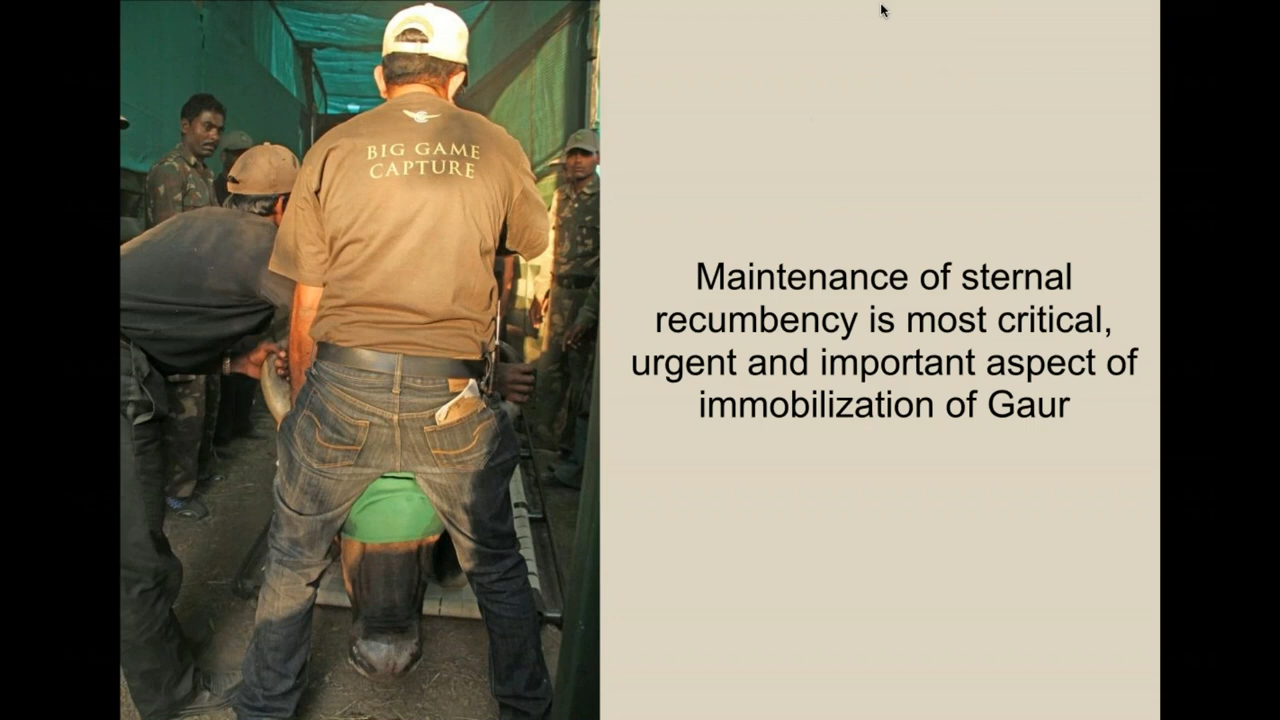 BIG GAME
CAPTURE
Maintenance of sternal
recumbency is most critical,
urgent and important aspect of
immobilization of Gaur